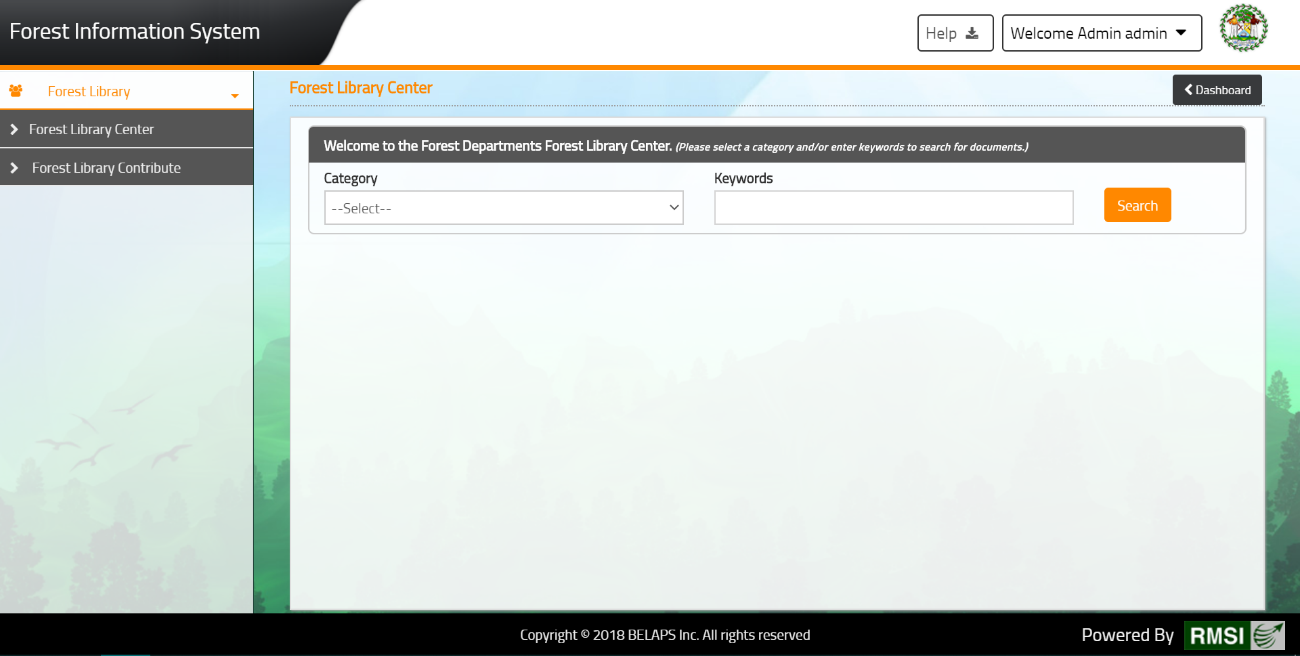 Forest Information System
Help
Welcome Admin admin
Forest Library
Forest Library Center
Forest Library Contribute
Forest Library Center
Dashboard
Welcome to the Forest Departments Forest Library Center. (Please select a category and/or enter keywords to search for documents.)
Category
Keywords
--Select--
Search
Copyright © 2018 BELAPS Inc. All rights reserved
Powered By RMSI